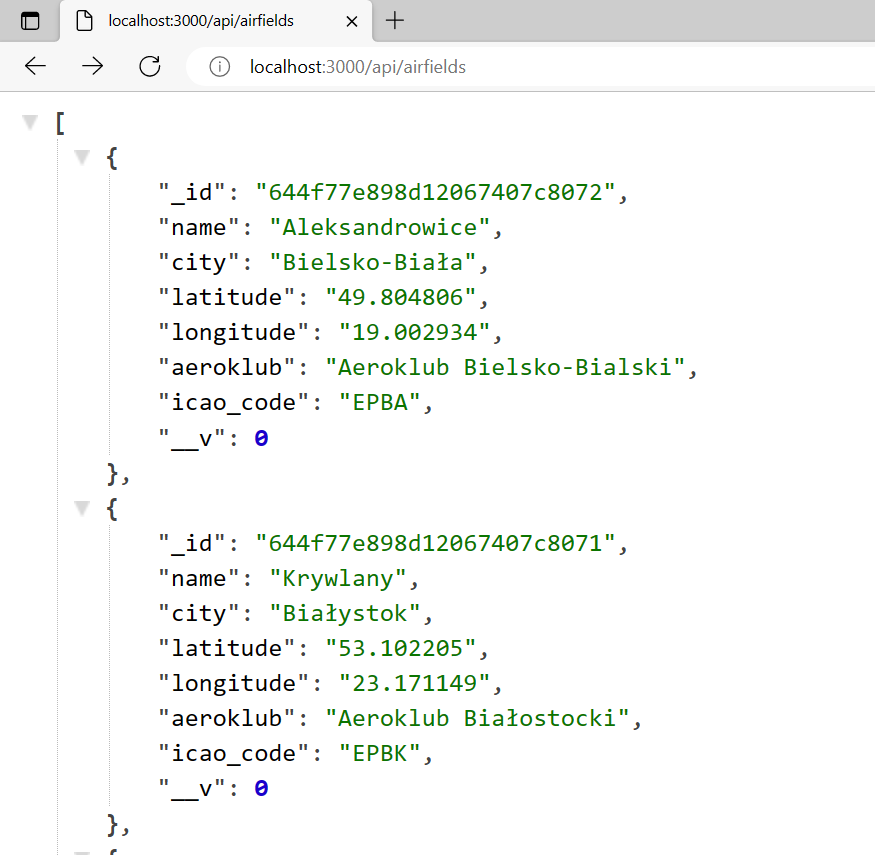 localhost:3000/api/airfields
localhost:3000/api/airfields
[
{
"_id": "644f77e898d12067407c8072",
"name": "Aleksandrowice",
"city": "Bielsko-Biała",
"latitude": "49.804806",
"longitude": "19.002934",
"aeroklub": "Aeroklub Bielsko-Bialski",
"icao_code": "EPBA",
"__v": 0
},
{
"_id": "644f77e898d12067407c8071",
"name": "Krywlany",
"city": "Białystok",
"latitude": "53.102205",
"longitude": "23.171149",
"aeroklub": "Aeroklub Białostocki",
"icao_code": "EPBK",
"__v": 0
},
{